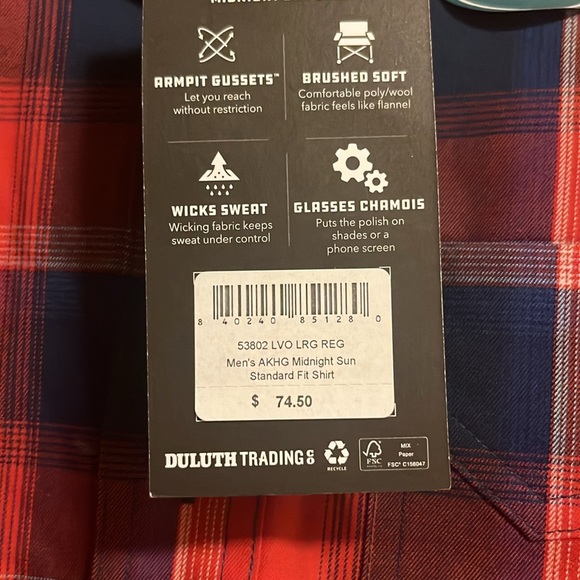 ARMPIT GUSSETS™
Let you reach
without restriction
BRUSHED SOFT
Comfortable poly/wool
fabric feels like flannel
WICKS SWEAT
Wicking fabric keeps
sweat under control
GLASSES CHAMOIS
Puts the polish on
shades or a
phone screen
8 40240 85128 0
53802 LVO LRG REG
Men's AKHG Midnight Sun
Standard Fit Shirt
$ 74.50
DULUTH TRADING CO
RECYCLE
FSC
MIX
Paper
FSC® C156047